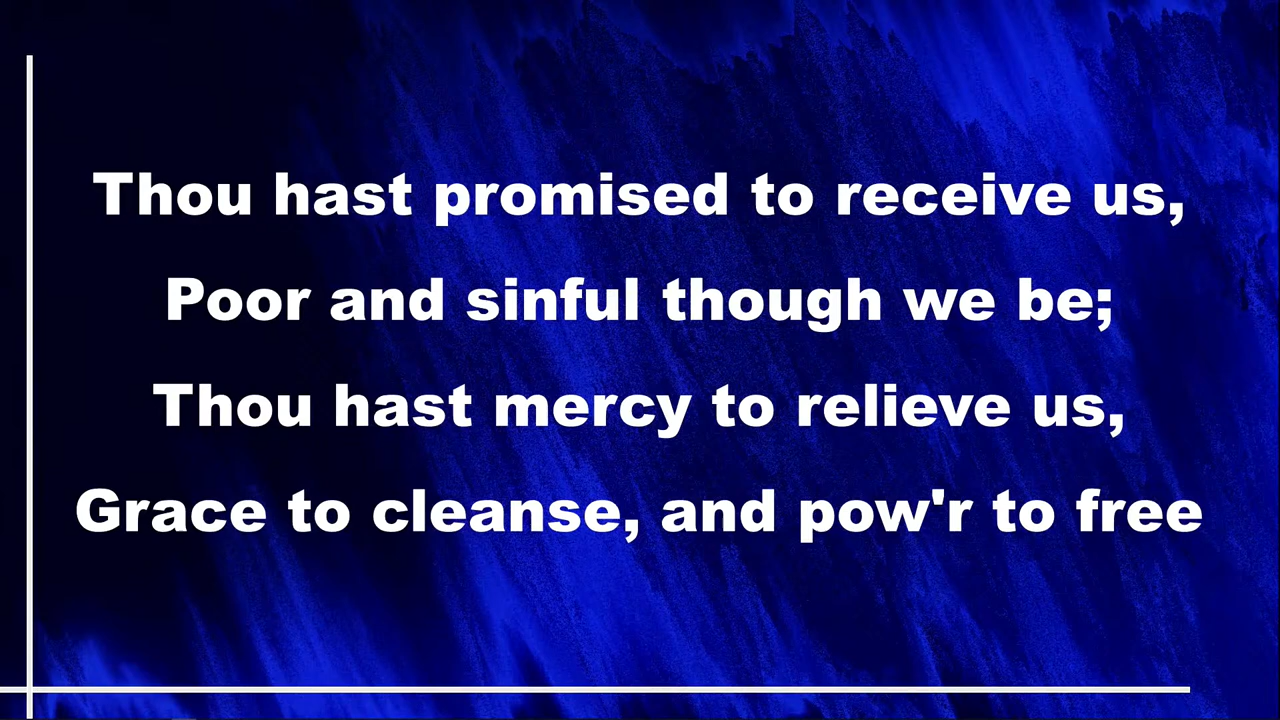 Thou hast promised to receive us,
Poor and sinful though we be;
Thou hast mercy to relieve us,
Grace to cleanse, and pow'r to free